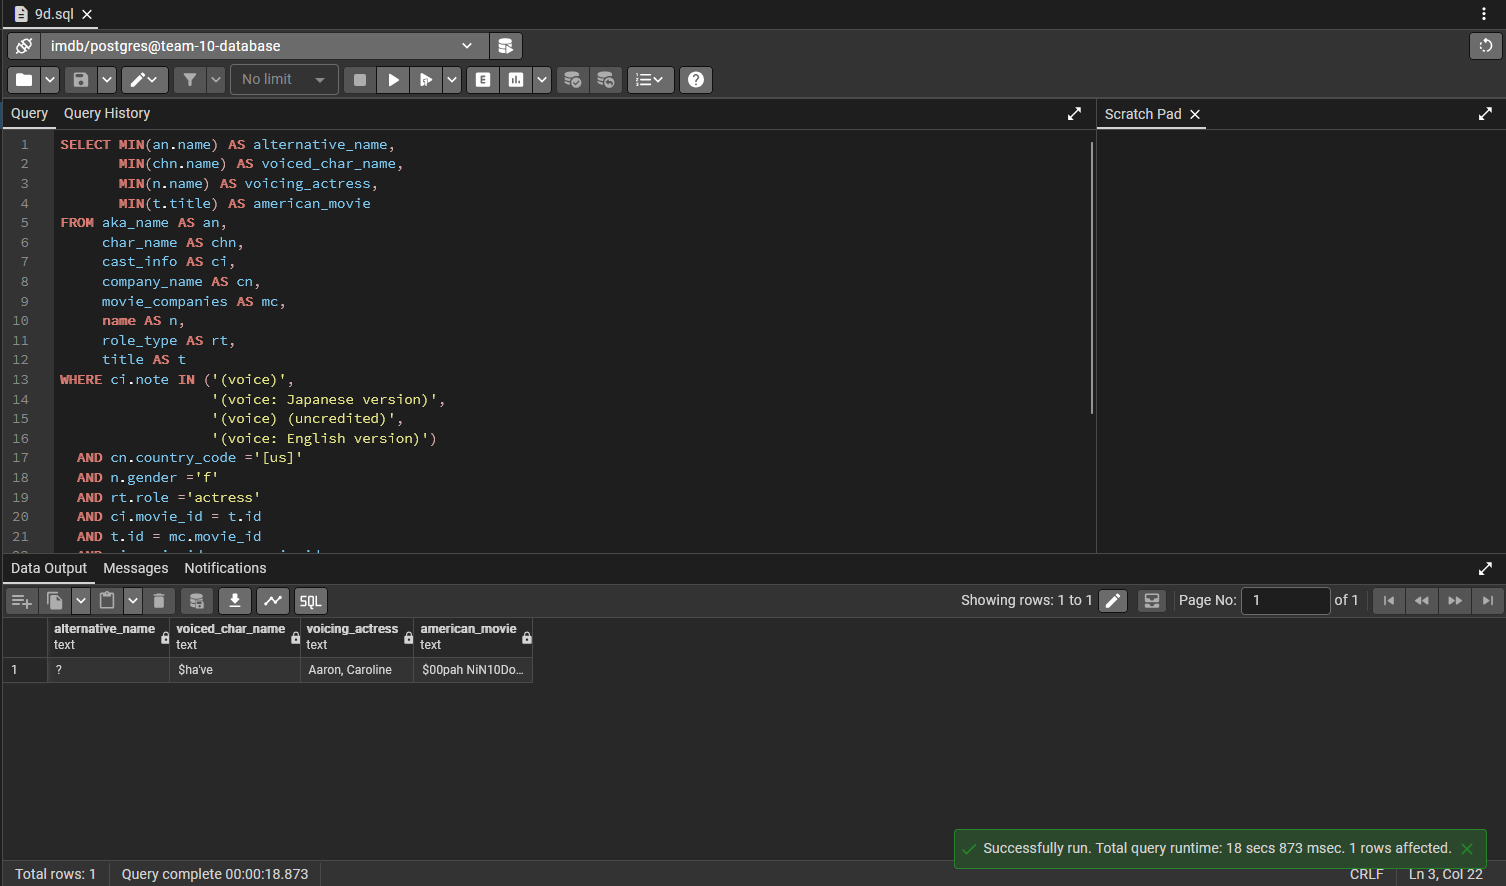 9d.sql
imdb/postgres@team-10-database
No limit
E
Query
Query History
Scratch Pad
1 SELECT MIN(an.name) AS alternative_name,
2 MIN(chn.name) AS voiced_char_name,
3 MIN(n.name) AS voicing_actress,
4 MIN(t.title) AS american_movie
5 FROM aka_name AS an,
6 char_name AS chn,
7 cast_info AS ci,
8 company_name AS cn,
9 movie_companies AS mc,
10 name AS n,
11 role_type AS rt,
12 title AS t
13 WHERE ci.note IN ('(voice)',
14 '(voice: Japanese version)',
15 '(voice) (uncredited)',
16 '(voice: English version)')
17 AND cn.country_code ='[us]'
18 AND n.gender ='f'
19 AND rt.role ='actress'
20 AND ci.movie_id = t.id
21 AND t.id = mc.movie_id
Data Output
Messages
Notifications
SQL
Showing rows: 1 to 1
Page No:
1
of 1
alternative_name
text
voiced_char_name
text
voicing_actress
text
american_movie
text
1
?
$ha've
Aaron, Caroline
$00pah NiN10Do...
Successfully run. Total query runtime: 18 secs 873 msec. 1 rows affected.
Total rows: 1
Query complete 00:00:18.873
CRLF
Ln 3, Col 22